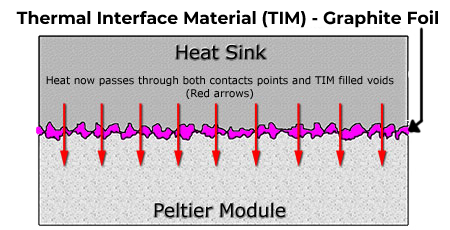 Thermal Interface Material (TIM) - Graphite Foil
Heat Sink
Heat now passes through both contacts points and TIM filled voids
(Red arrows)
Peltier Module